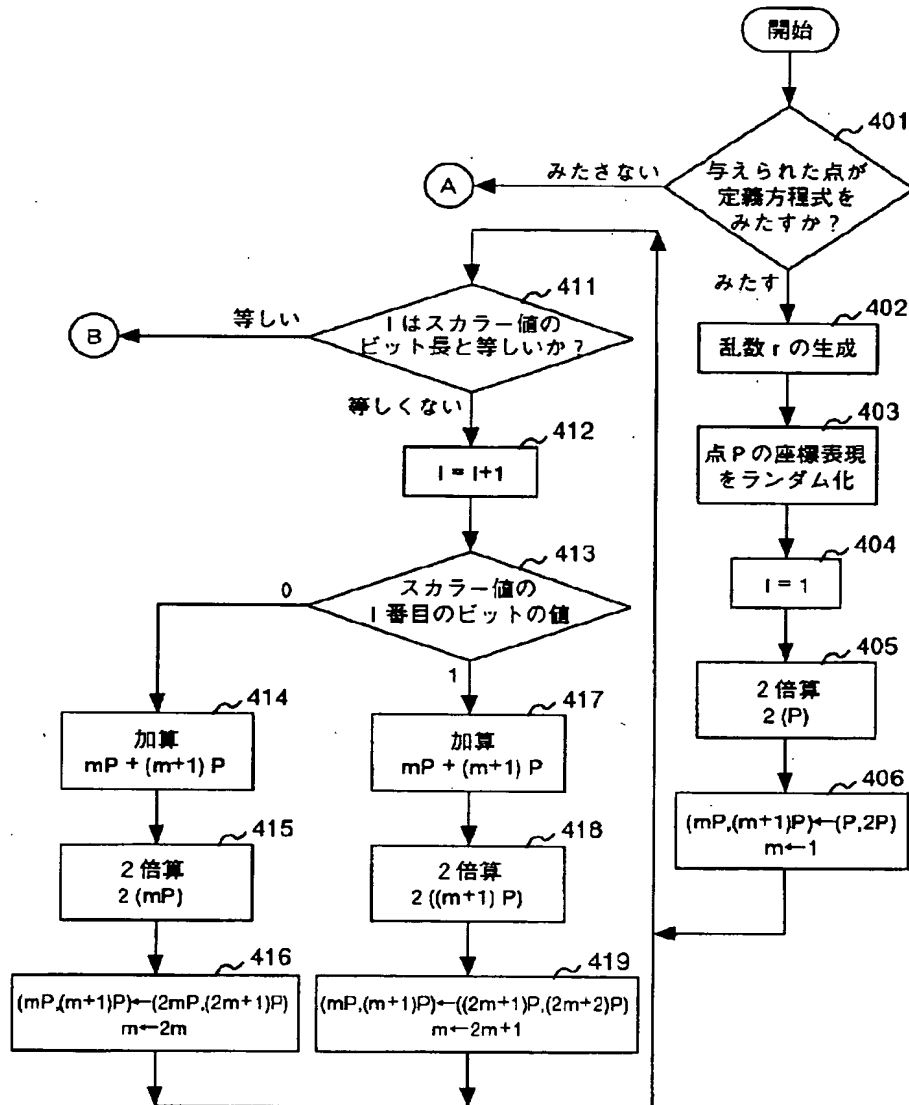 開始
401
与えられた点が
定義方程式を
みたすか？
みたさない
A
みたす
402
乱数 r の生成
403
点 P の座標表現
をランダム化
404
I = 1
405
2 倍算
2 (P)
406
(mP,(m+1)P)←(P,2P)
m←1
411
I はスカラー値の
ビット長と等しいか？
等しい
B
等しくない
412
I = I+1
413
スカラー値の
I 番目のビットの値
0
1
414
加算
mP + (m+1) P
415
2 倍算
2 (mP)
416
(mP,(m+1)P)←(2mP,(2m+1)P)
m←2m
417
加算
mP + (m+1) P
418
2 倍算
2 ((m+1) P)
419
(mP,(m+1)P)←((2m+1)P,(2m+2)P)
m←2m+1